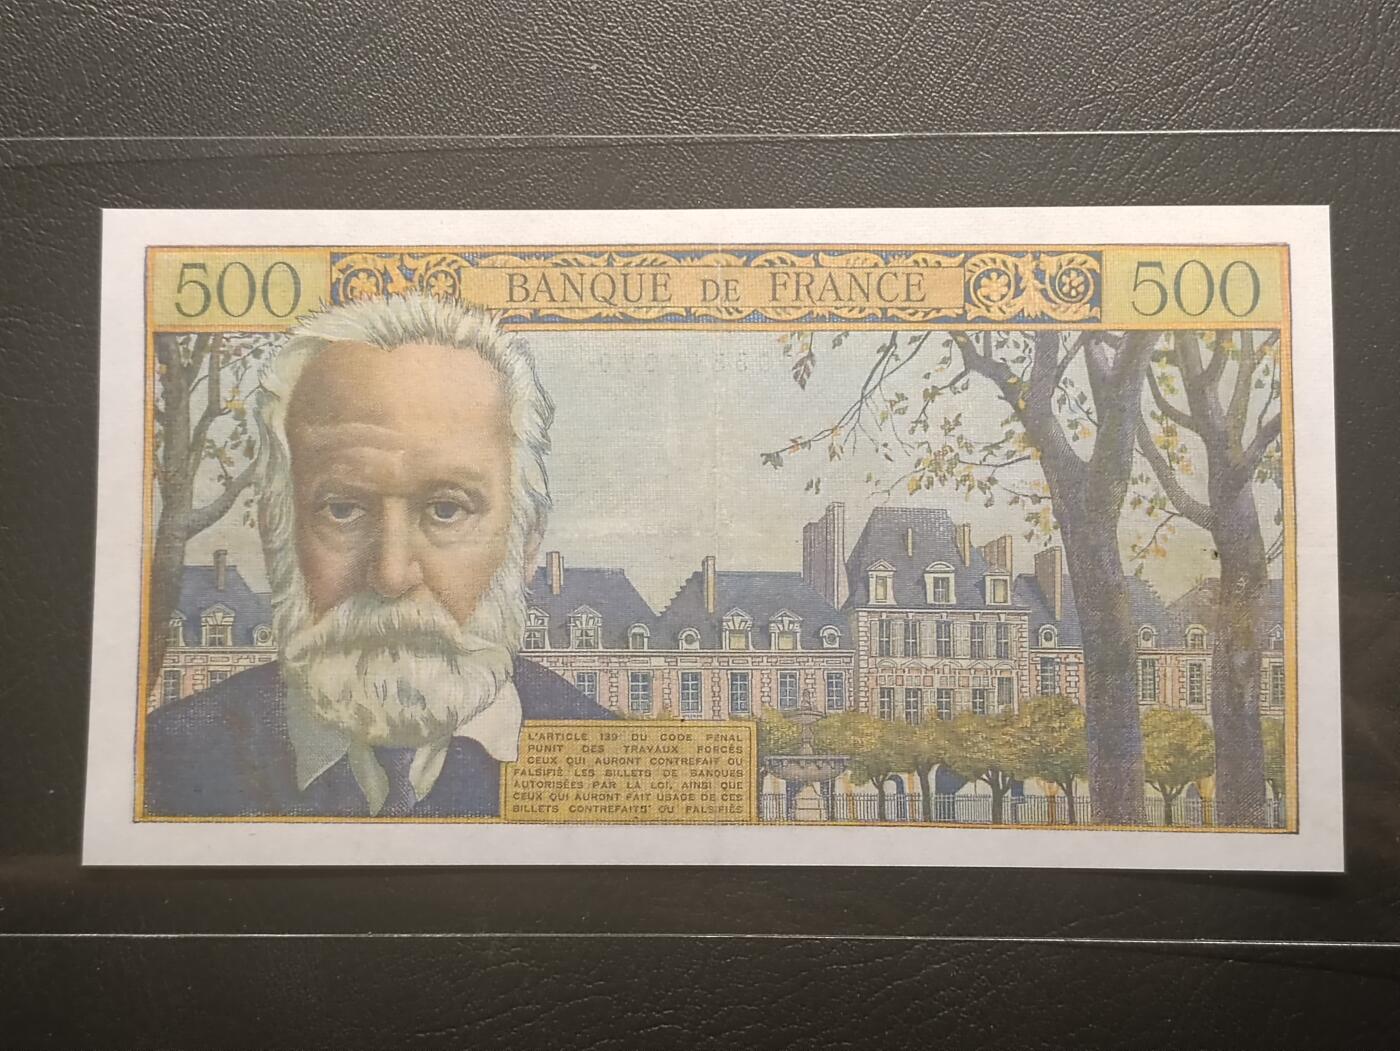 500
BANQUE DE FRANCE
500
L'ARTICLE 139 DU CODE PÉNAL
PUNIT DES TRAVAUX FORCÉS
CEUX QUI AURONT CONTREFAIT OU
FALSIFIÉ LES BILLETS DE BANQUES
AUTORISÉES PAR LA LOI, AINSI QUE
CEUX QUI AURONT FAIT USAGE DE CES
BILLETS CONTREFAITS OU FALSIFIÉS